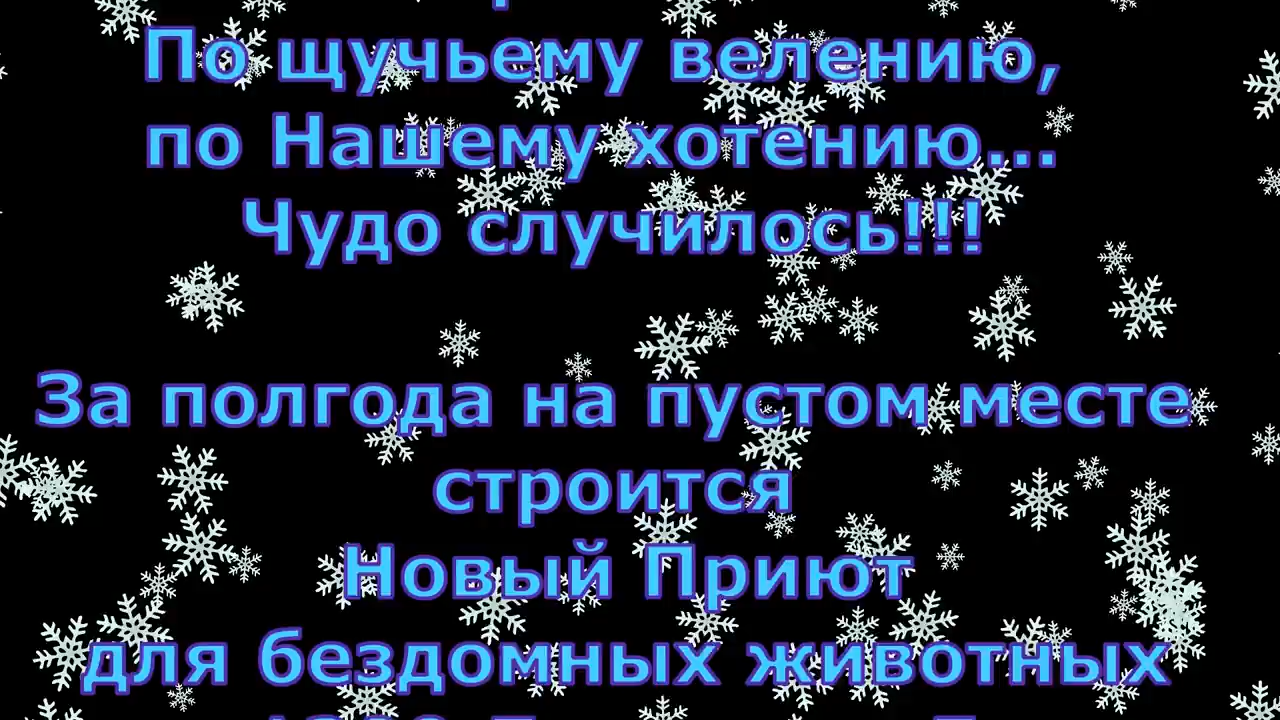 По щучьему велению,
по Нашему хотению...
Чудо случилось!!!
За полгода на пустом месте
строится
Новый Приют
для бездомных животных